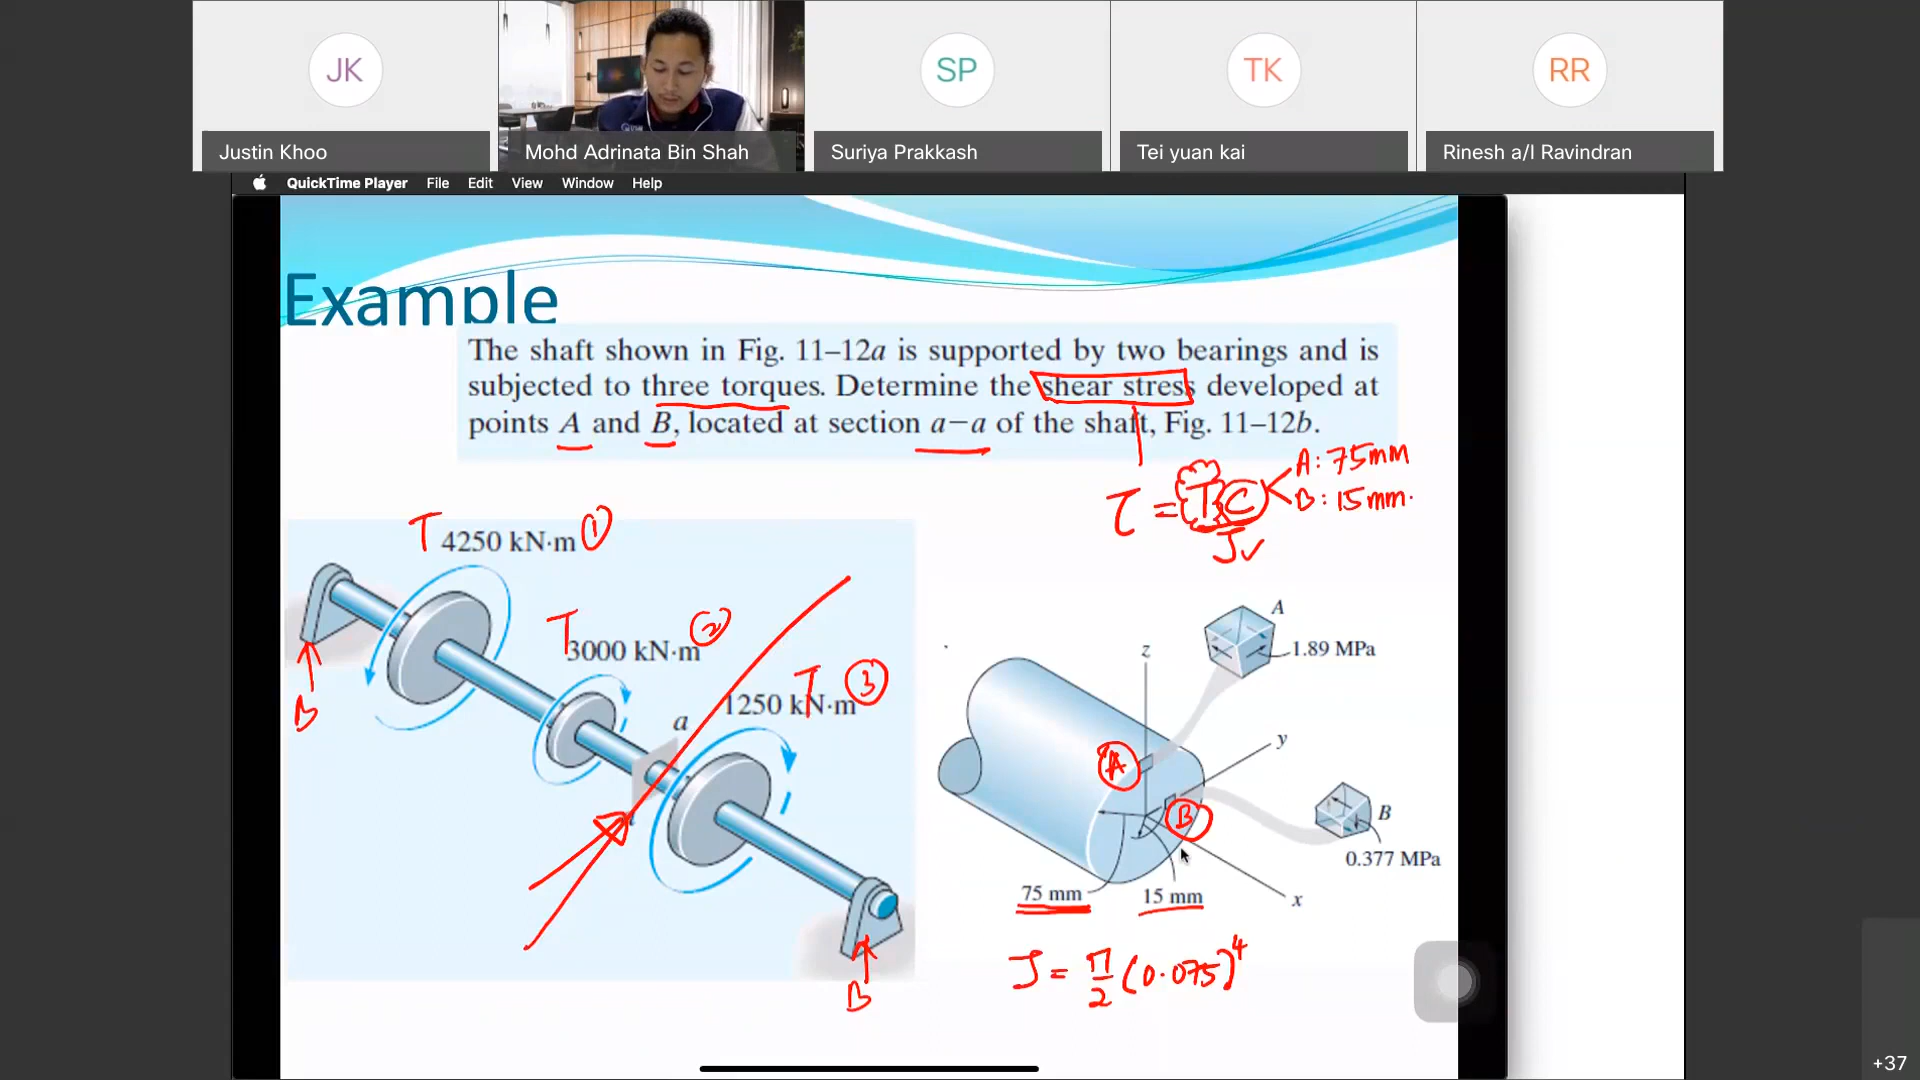 JK
SP
TK
RR
Justin Khoo
Mohd Adrinata Bin Shah
Suriya Prakkash
Tei yuan kai
Rinesh a/l Ravindran
QuickTime Player File Edit View Window Help
Example
The shaft shown in Fig. 11–12a is supported by two bearings and is
subjected to three torques. Determine the shear stress developed at
points A and B, located at section a–a of the shaft, Fig. 11–12b.
A: 75mm
τ = TC
B: 15mm.
J✓
T
4250 kN·m ①
T
3000 kN·m ②
T
1250 kN·m ③
a
B
B
A
1.89 MPa
z
y
A
B
B
0.377 MPa
75 mm
15 mm
x
J = π/2 (0.075)⁴
+37